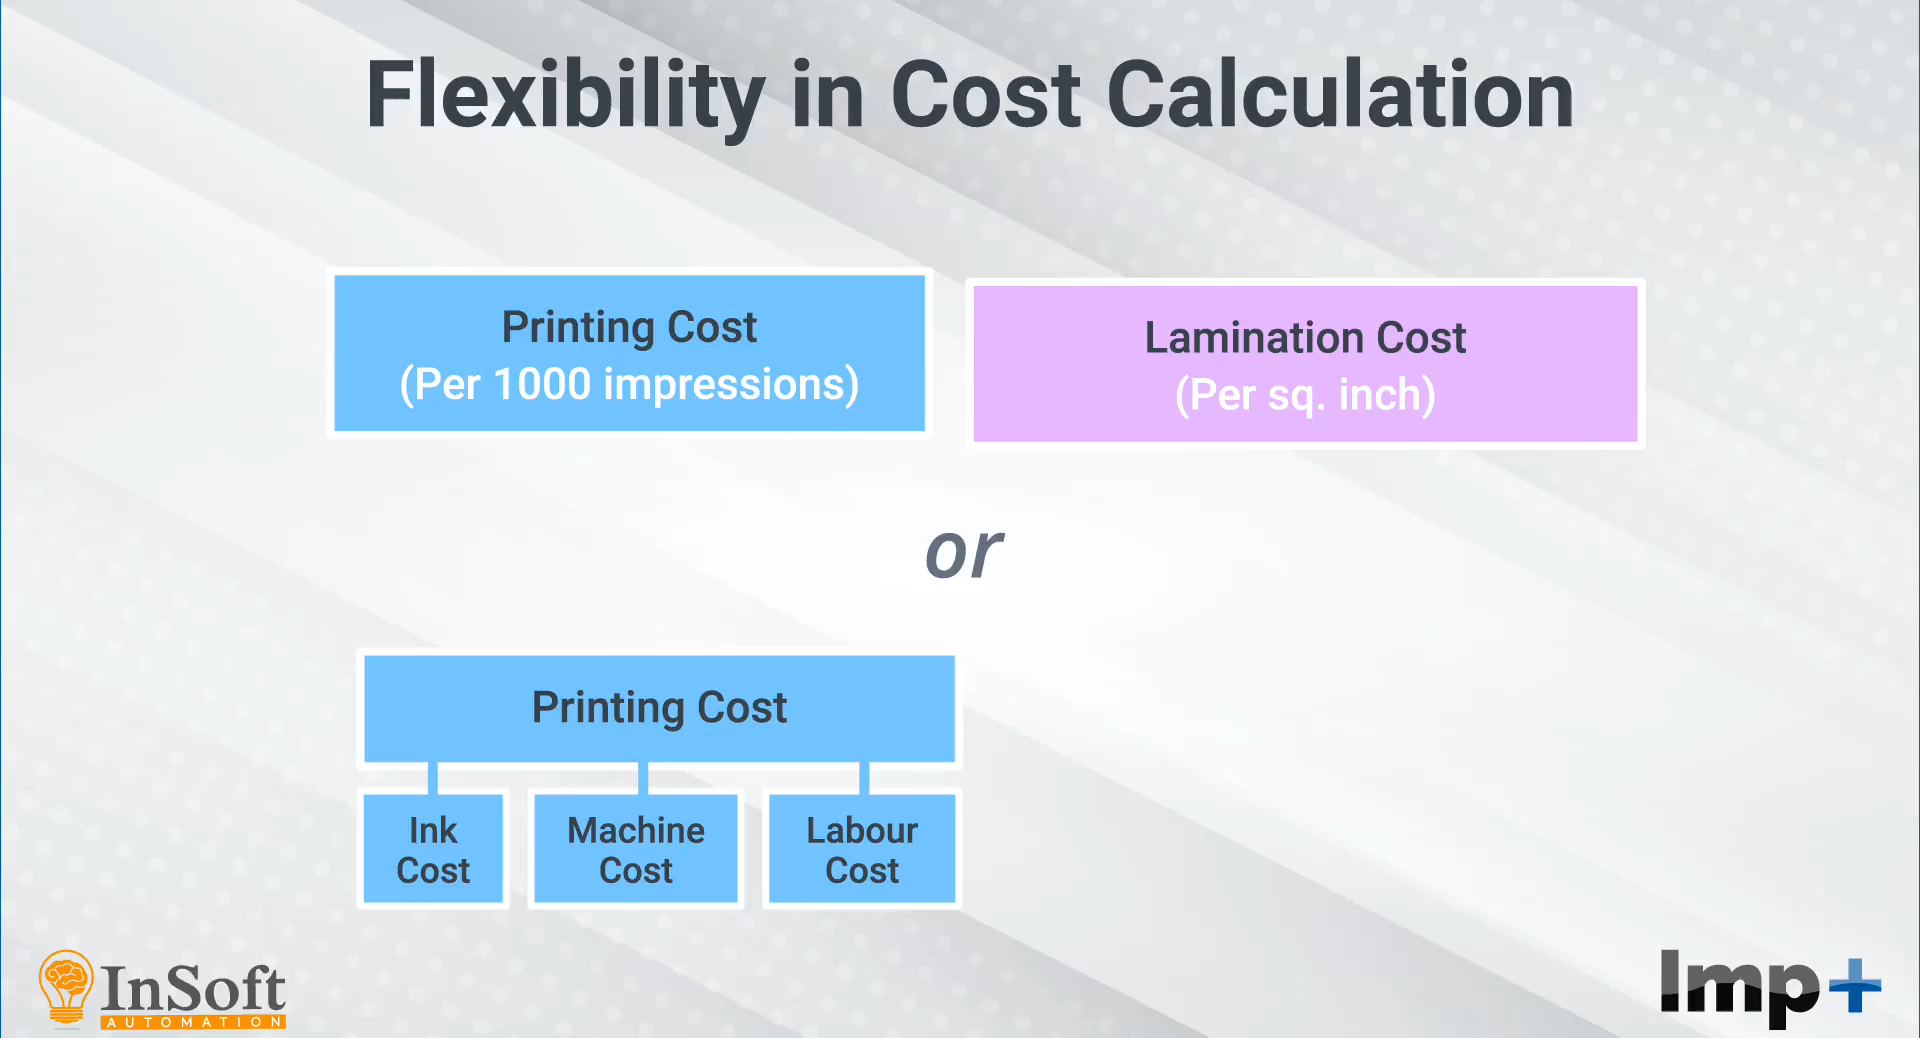 Flexibility in Cost Calculation
Printing Cost
(Per 1000 impressions)
Lamination Cost
(Per sq. inch)
or
Printing Cost
Ink
Cost
Machine
Cost
Labour
Cost
InSoft
AUTOMATION
Imp+